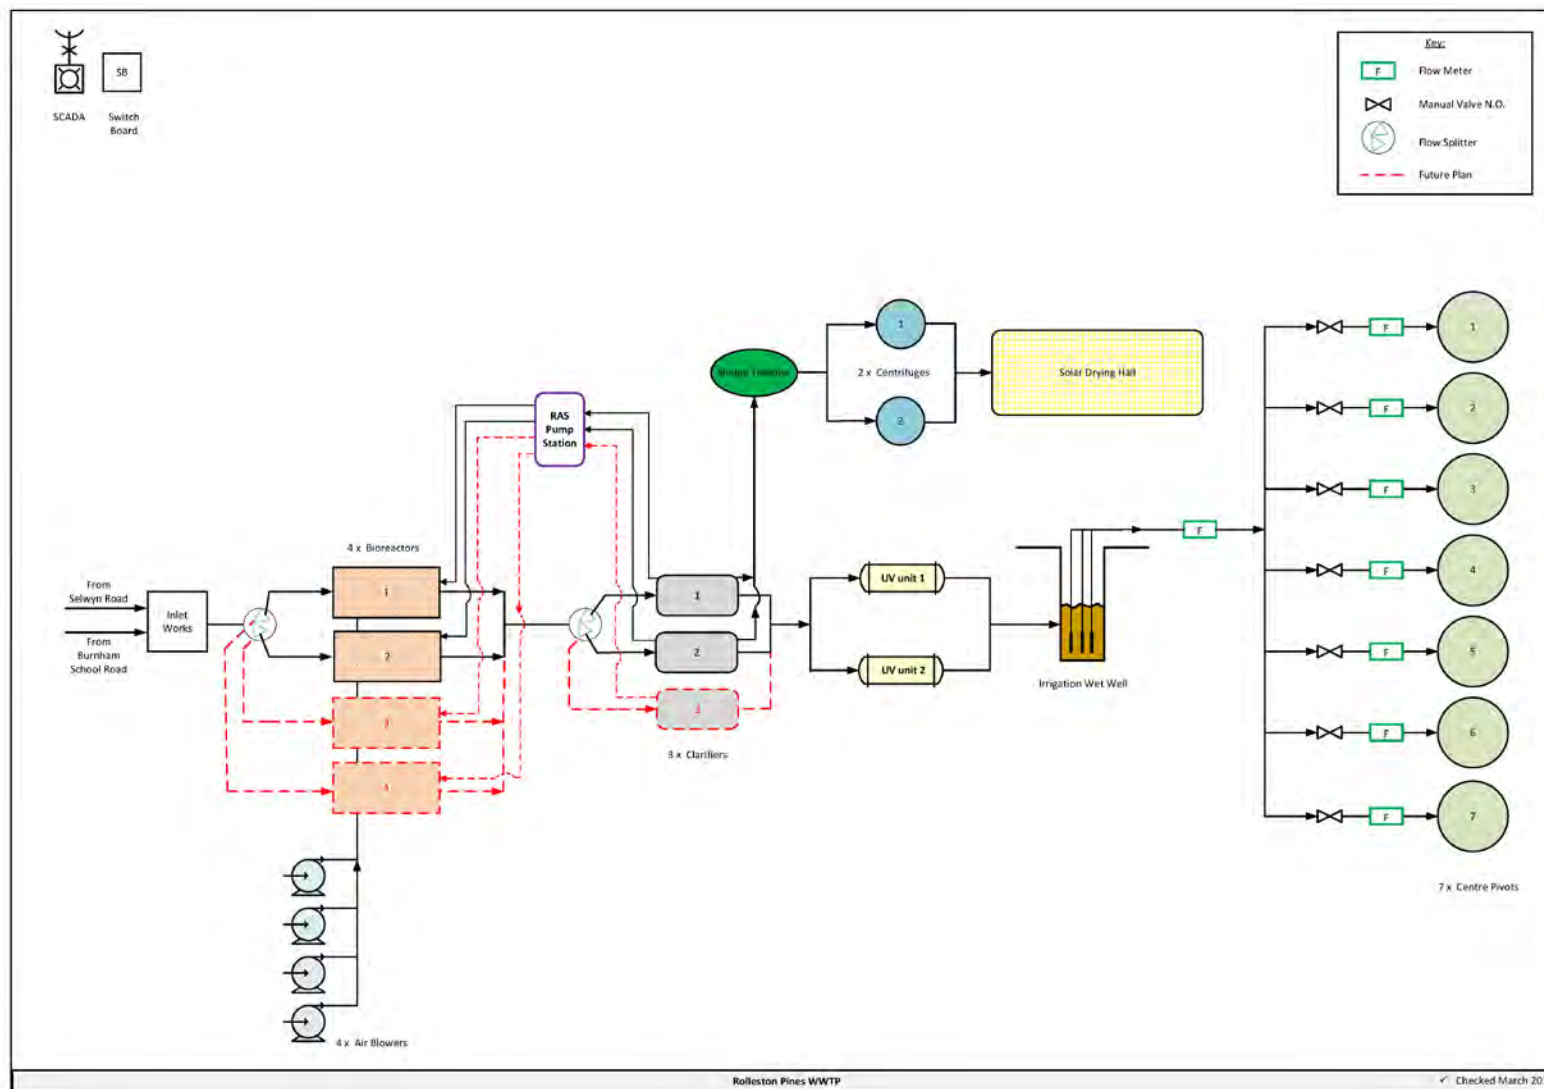 SB
SCADA
Switch
Board
Key:
F
Flow Meter
Manual Valve N.O.
Flow Splitter
Future Plan
1
2 x Centrifuges
2
Solar Drying Hall
RAS
Pump
Station
4 x Bioreactors
1
2
3
4
From
Selwyn Road
Inlet
Works
From
Burnham
School Road
1
2
3
3 x Clarifiers
UV unit 1
UV unit 2
Irrigation Wet Well
F
F
1
F
2
F
3
F
4
F
5
F
6
F
7
7 x Centre Pivots
4 x Air Blowers
Rolleston Pines WWTP
✓ Checked March 20